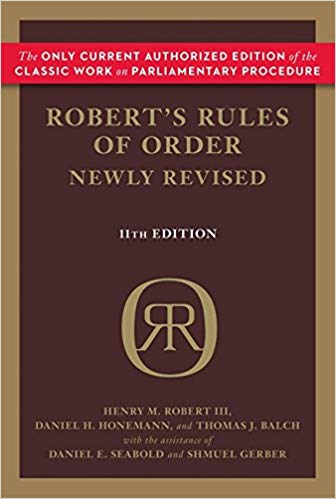 The ONLY CURRENT AUTHORIZED EDITION of the
CLASSIC WORK on PARLIAMENTARY PROCEDURE
ROBERT'S RULES
OF ORDER
NEWLY REVISED
11TH EDITION
RRO
HENRY M. ROBERT III,
DANIEL H. HONEMANN, and THOMAS J. BALCH
with the assistance of
DANIEL E. SEABOLD and SHMUEL GERBER